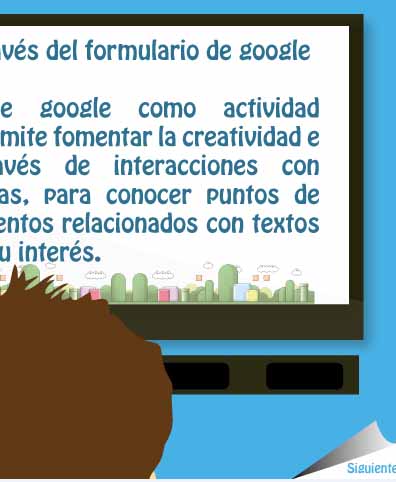 avés del formulario de google
e google como actividad
mite fomentar la creatividad e
avés de interacciones con
as, para conocer puntos de
entos relacionados con textos
u interés.
Siguiente